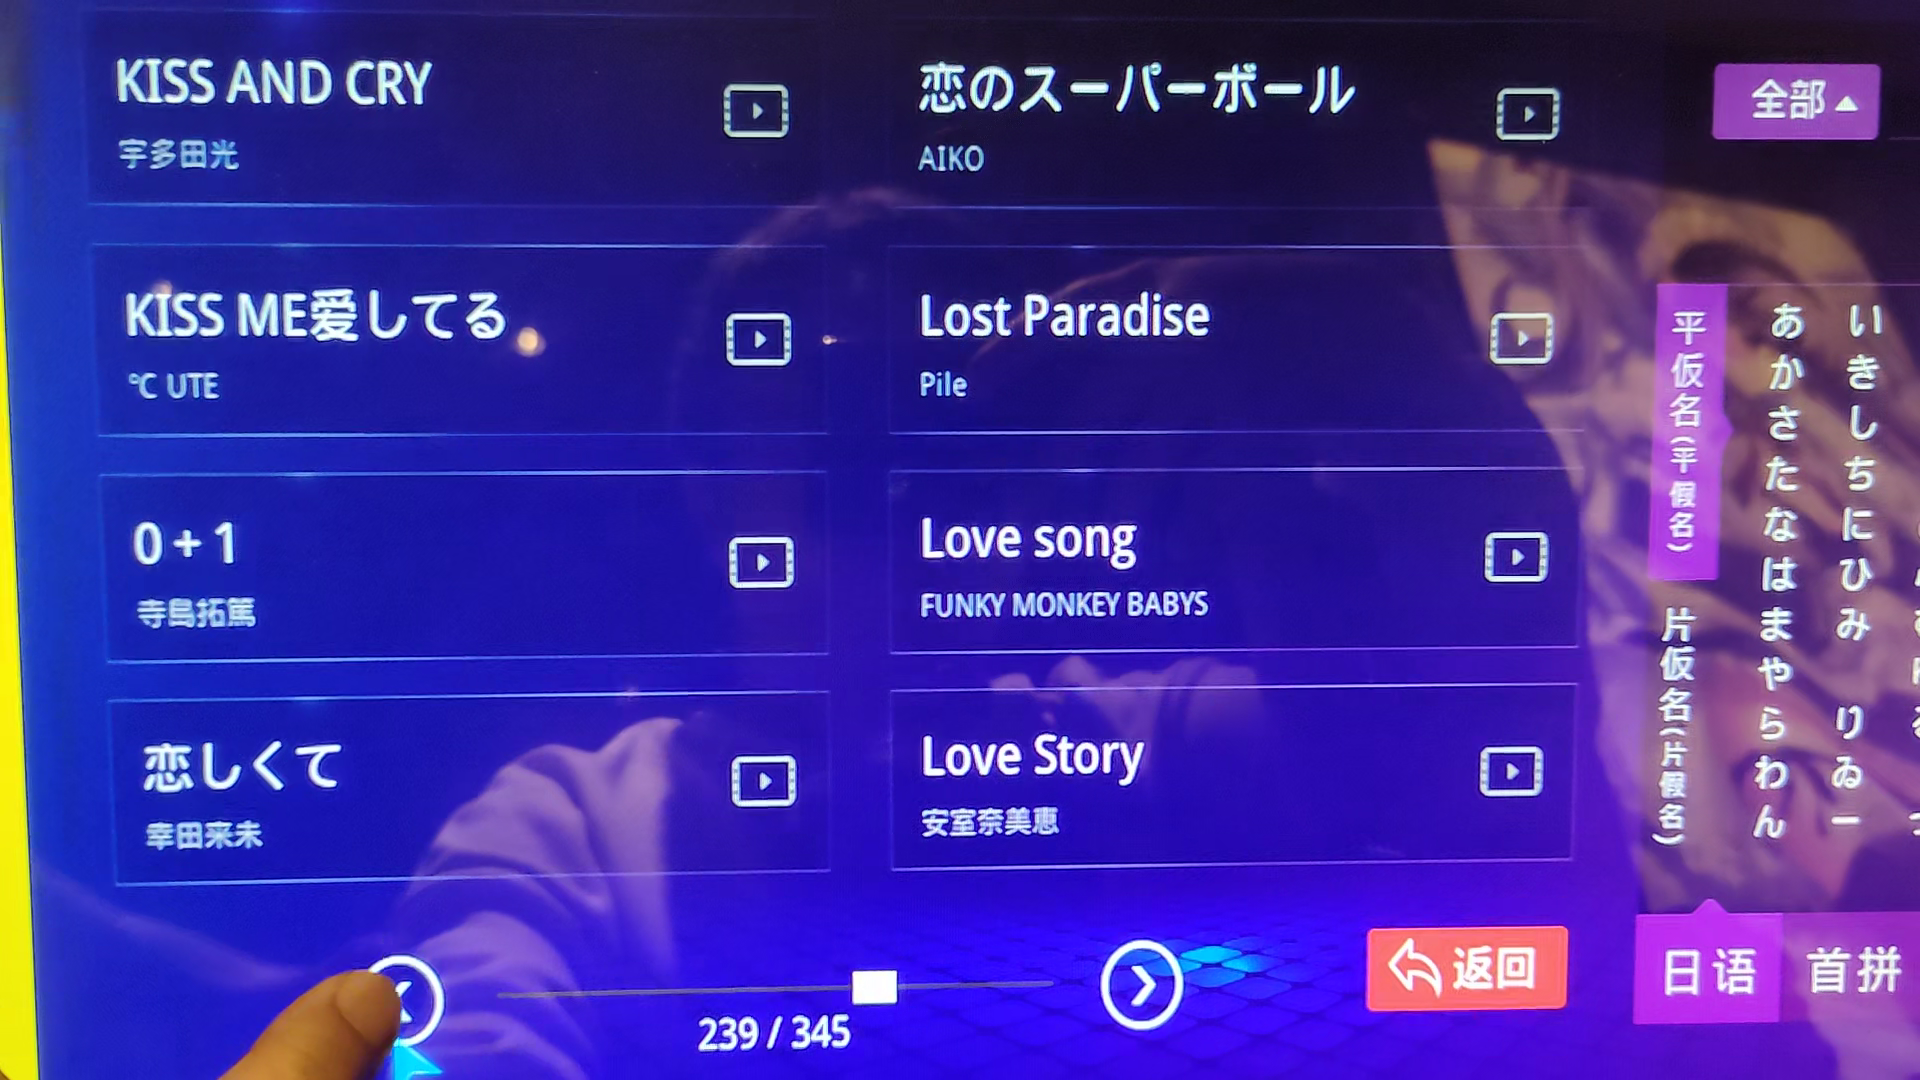 KISS AND CRY
宇多田光
恋のスーパーボール
AIKO
KISS ME愛してる
℃ UTE
Lost Paradise
Pile
0 + 1
寺島拓篤
Love song
FUNKY MONKEY BABYS
恋しくて
幸田来未
Love Story
安室奈美恵
239 / 345
返回
全部
平仮名(平假名)
片仮名(片假名)
あかさたなはまやらわん
いきしちにひみ りゐー
日语
首拼